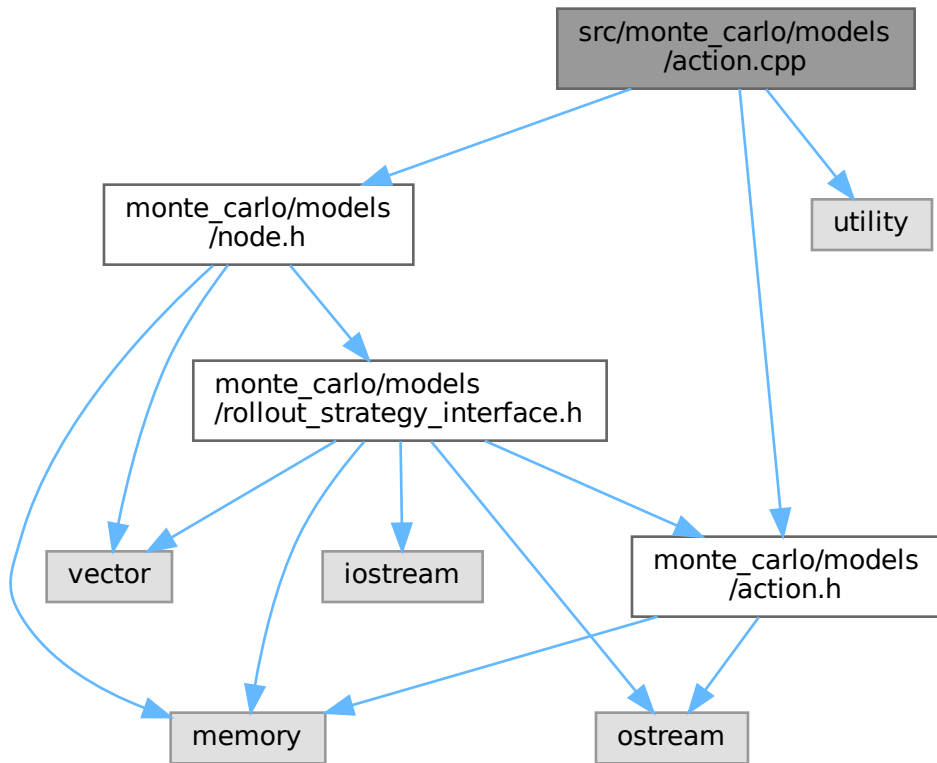 src/monte_carlo/models
/action.cpp
monte_carlo/models
/node.h
utility
monte_carlo/models
/rollout_strategy_interface.h
vector
iostream
monte_carlo/models
/action.h
memory
ostream